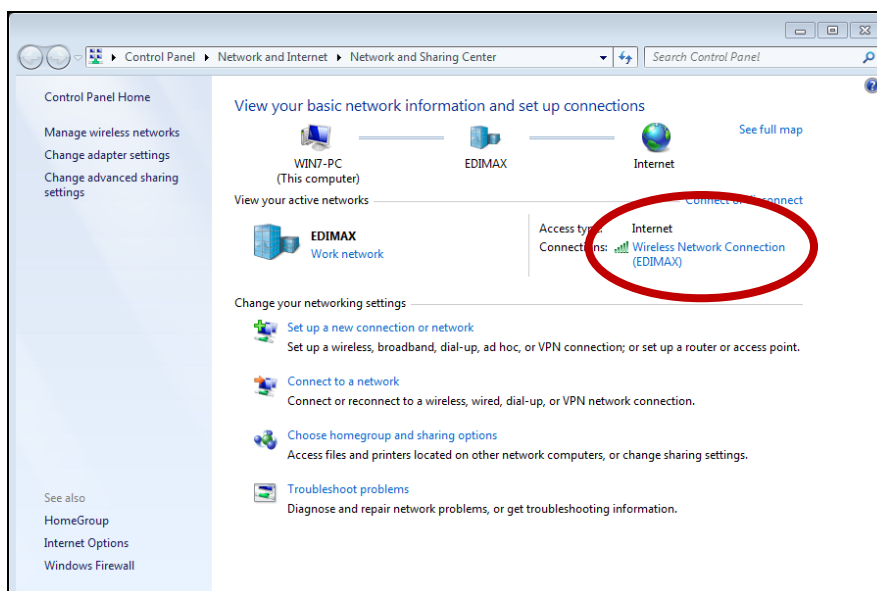 Control Panel Network and Internet Network and Sharing Center Search Control Panel
Control Panel Home
Manage wireless networks
Change adapter settings
Change advanced sharing
settings
See also
HomeGroup
Internet Options
Windows Firewall
View your basic network information and set up connections
See full map
WIN7-PC
(This computer)
EDIMAX
Internet
View your active networks
Connect or disconnect
EDIMAX
Work network
Access type: Internet
Connections: Wireless Network Connection
(EDIMAX)
Change your networking settings
Set up a new connection or network
Set up a wireless, broadband, dial-up, ad hoc, or VPN connection; or set up a router or access point.
Connect to a network
Connect or reconnect to a wireless, wired, dial-up, or VPN network connection.
Choose homegroup and sharing options
Access files and printers located on other network computers, or change sharing settings.
Troubleshoot problems
Diagnose and repair network problems, or get troubleshooting information.